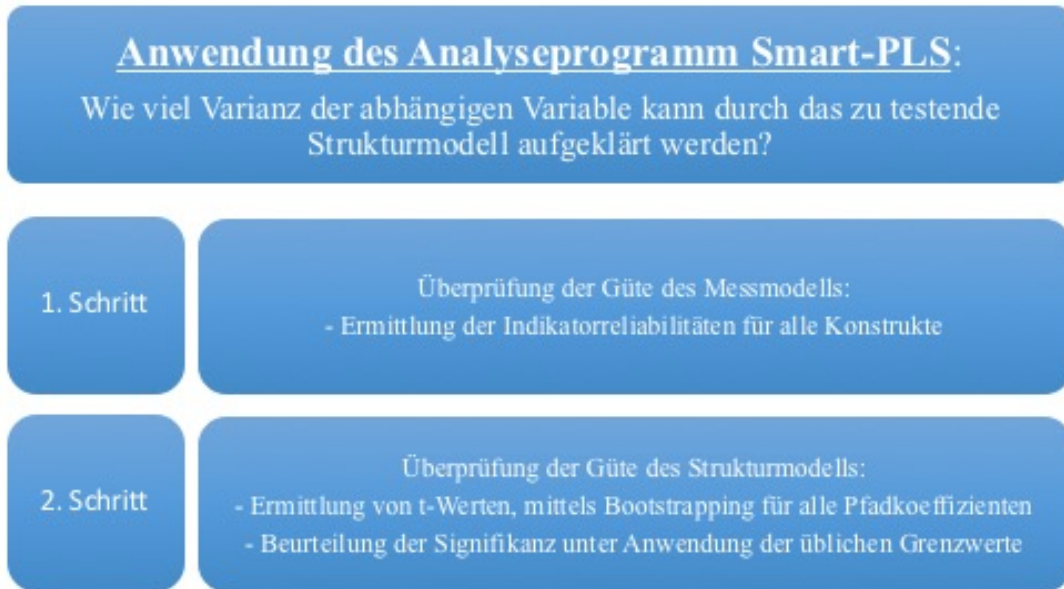 Anwendung des Analyseprogramm Smart-PLS:
Wie viel Varianz der abhängigen Variable kann durch das zu testende
Strukturmodell aufgeklärt werden?
1. Schritt
Überprüfung der Güte des Messmodells:
- Ermittlung der Indikatorreliabilitäten für alle Konstrukte
2. Schritt
Überprüfung der Güte des Strukturmodells:
- Ermittlung von t-Werten, mittels Bootstrapping für alle Pfadkoeffizienten
- Beurteilung der Signifikanz unter Anwendung der üblichen Grenzwerte